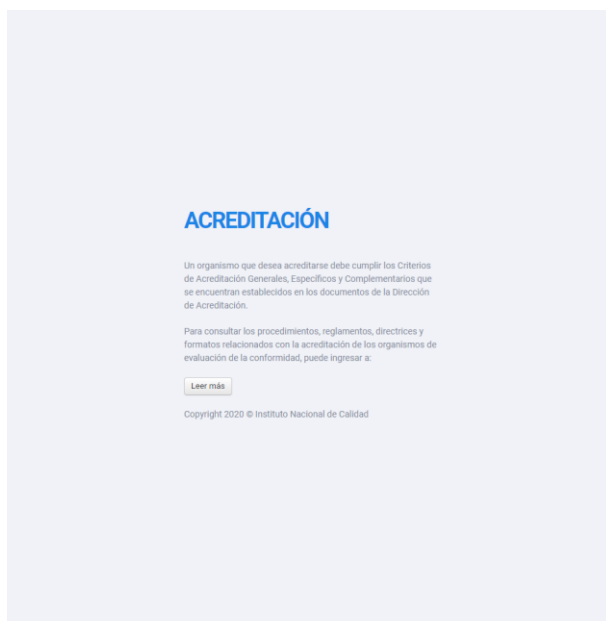 ACREDITACIÓN
Un organismo que desea acreditarse debe cumplir los Criterios
de Acreditación Generales, Específicos y Complementarios que
se encuentran establecidos en los documentos de la Dirección
de Acreditación.
Para consultar los procedimientos, reglamentos, directrices y
formatos relacionados con la acreditación de los organismos de
evaluación de la conformidad, puede ingresar a:
Leer más
Copyright 2020 © Instituto Nacional de Calidad